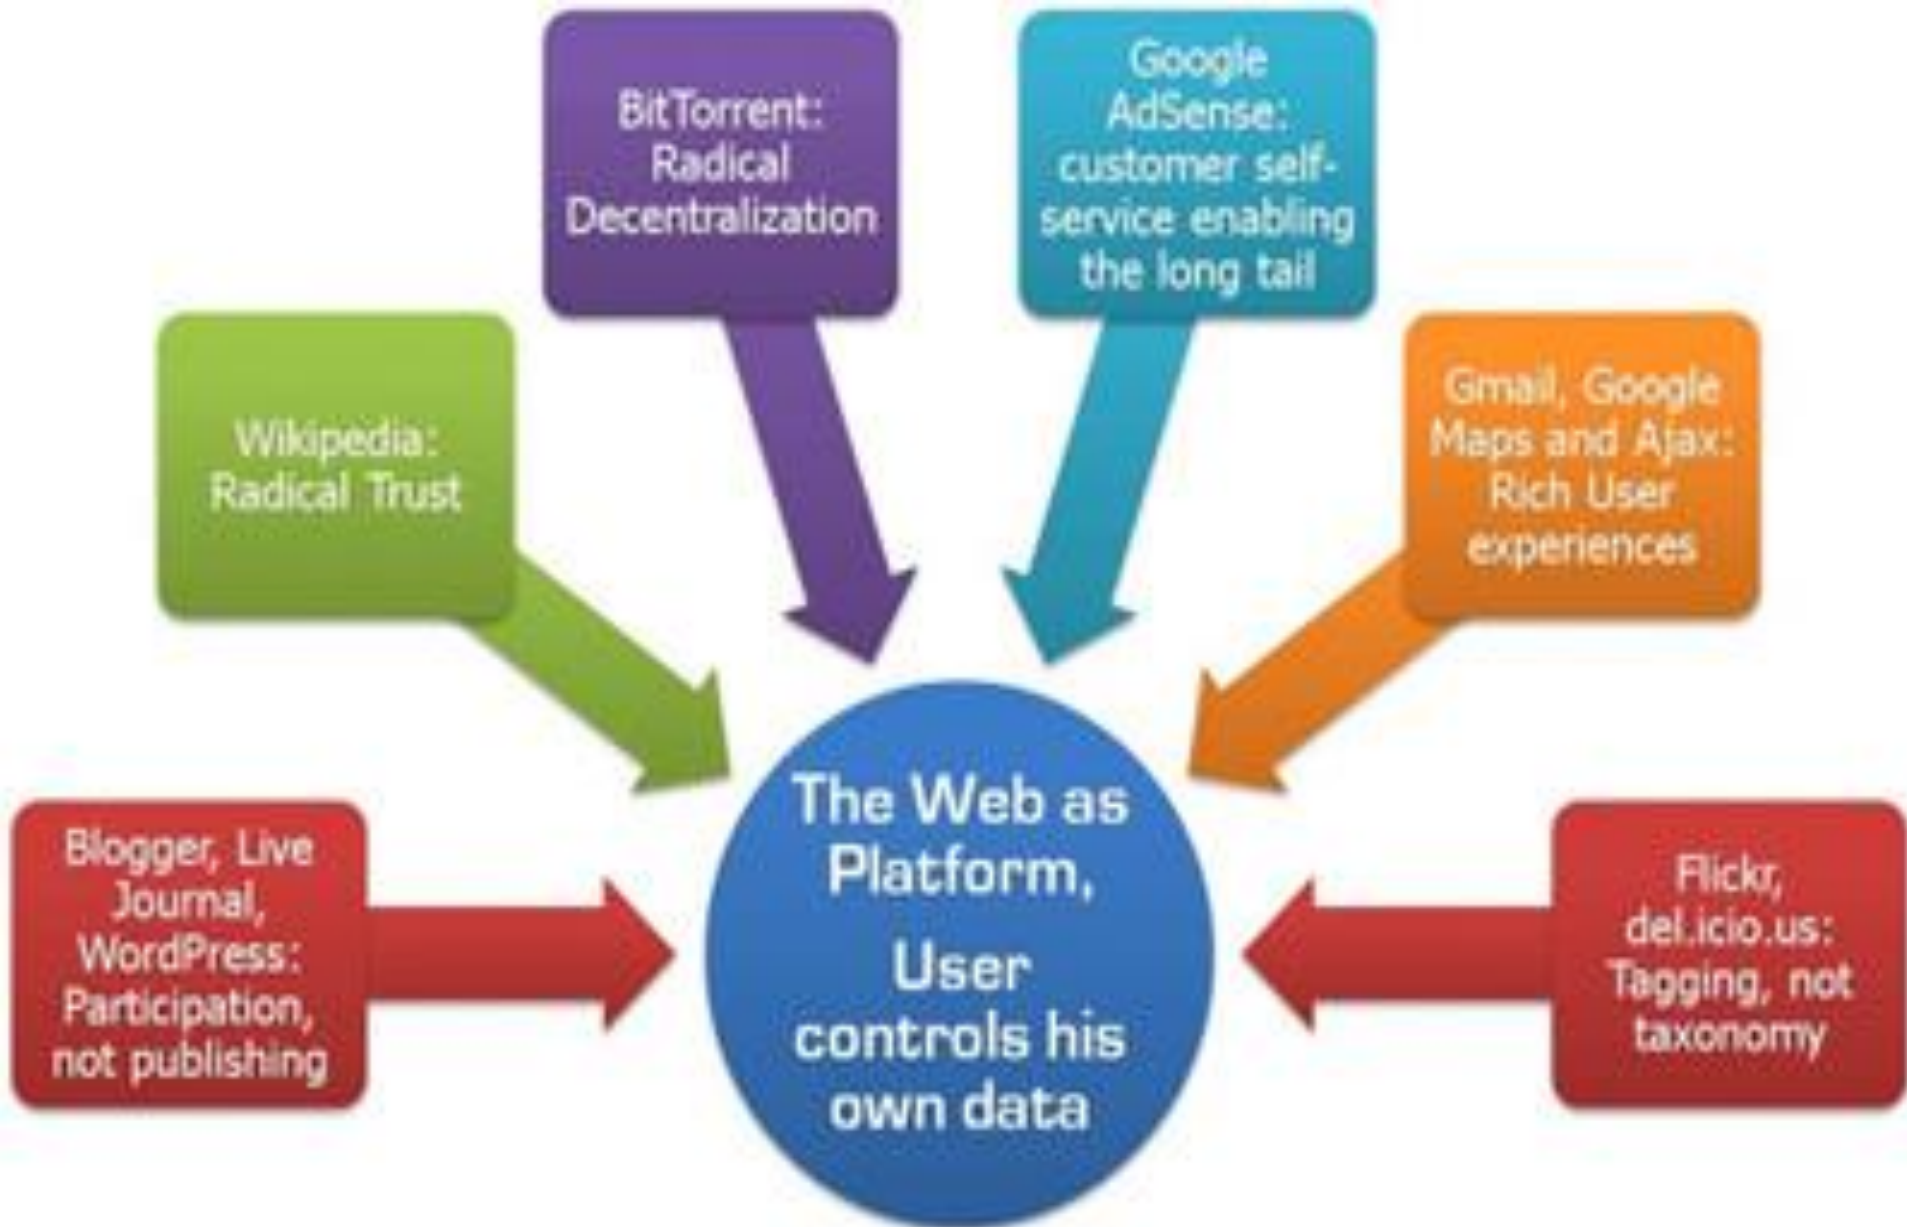 BitTorrent:
Radical
Decentralization
Google
AdSense:
customer self-
service enabling
the long tail
Wikipedia:
Radical Trust
Gmail, Google
Maps and Ajax:
Rich User
experiences
Blogger, Live
Journal,
WordPress:
Participation,
not publishing
The Web as
Platform,
User
controls his
own data
Flickr,
del.icio.us:
Tagging, not
taxonomy